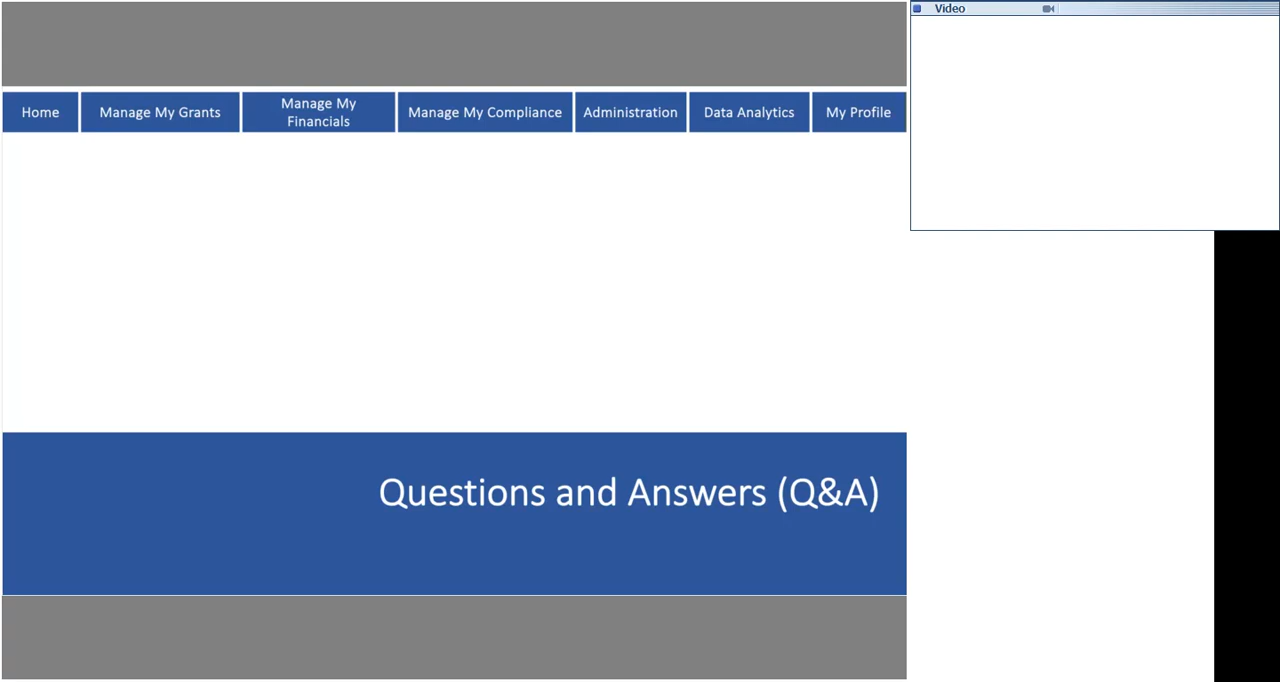 Video
Home
Manage My Grants
Manage My
Financials
Manage My Compliance
Administration
Data Analytics
My Profile
Questions and Answers (Q&A)